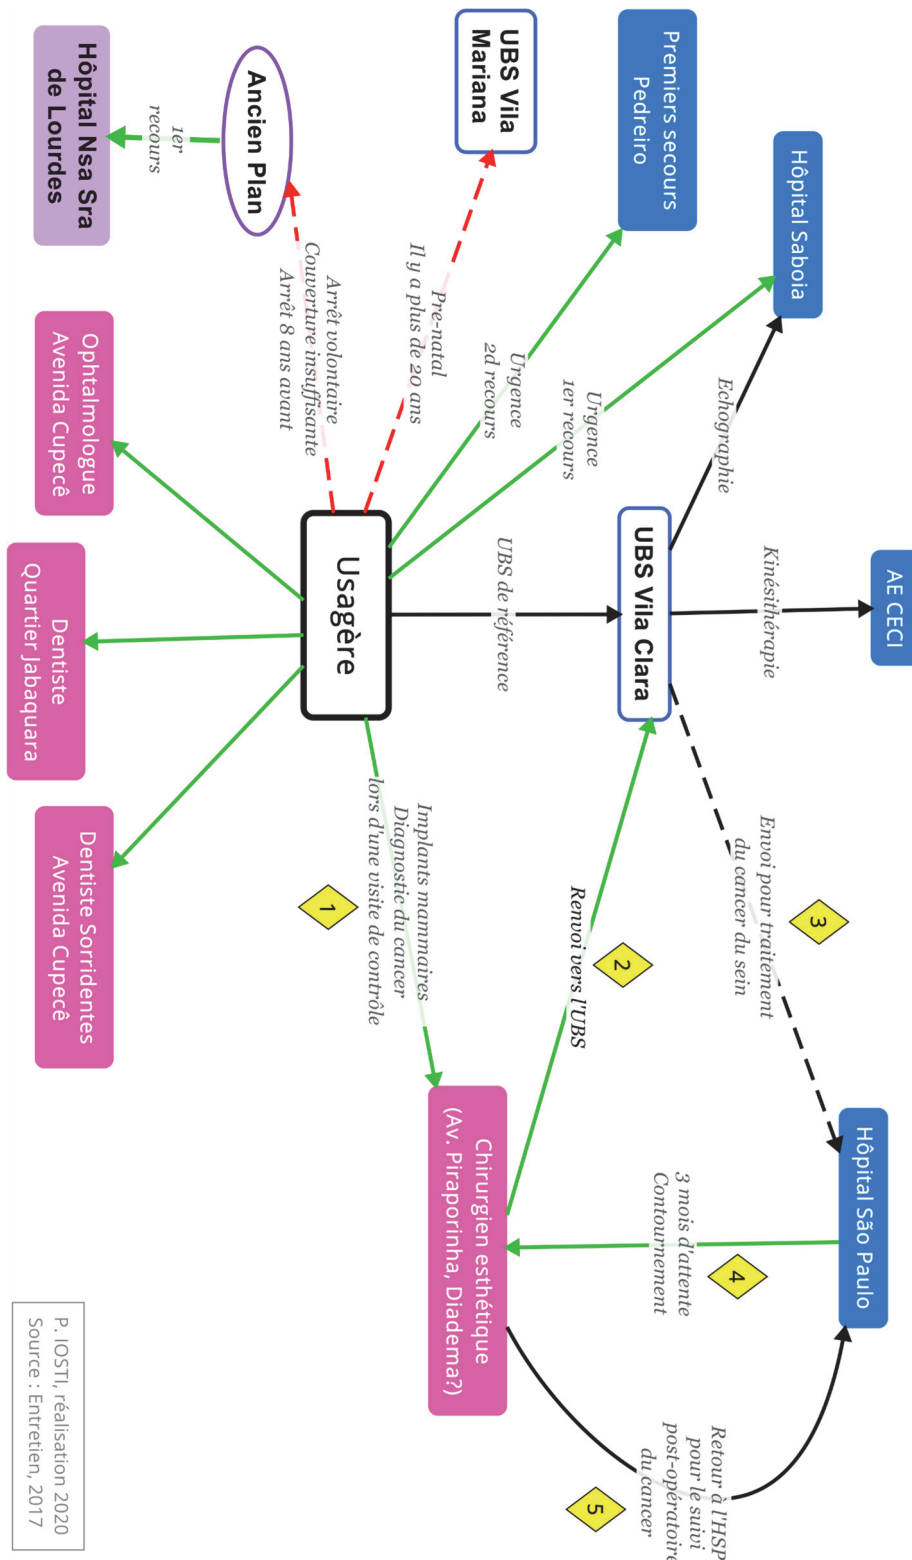 AE CECI
Hôpital Saboia
Hôpital São Paulo
Kinésithérapie
Echographie
Envoi pour traitement
du cancer du sein
3
Premiers secours
Pedreiro
UBS Vila Clara
3 mois d'attente
Contournement
4
Retour à l'HSP
pour le suivi
post-opératoire
du cancer
5
Urgence
1er recours
2
Renvoi vers l'UBS
UBS Vila
Mariana
Urgence
2d recours
UBS de référence
Pre-natal
Il y a plus de 20 ans
Chirurgien esthétique
(Av. Piraporinha, Diadema?)
Implants mammaires
Diagnostic du cancer
lors d'une visite de contrôle
1
Usagère
Arrêt volontaire
Couverture insuffisante
Arrêt 8 ans avant
Ancien Plan
1er
recours
Hôpital Nsa Sra
de Lourdes
Ophtalmologue
Avenida Cupecê
Dentiste
Quartier Jabaquara
Dentiste Sorridentes
Avenida Cupecê
P. IOSTI, réalisation 2020
Source : Entretien, 2017